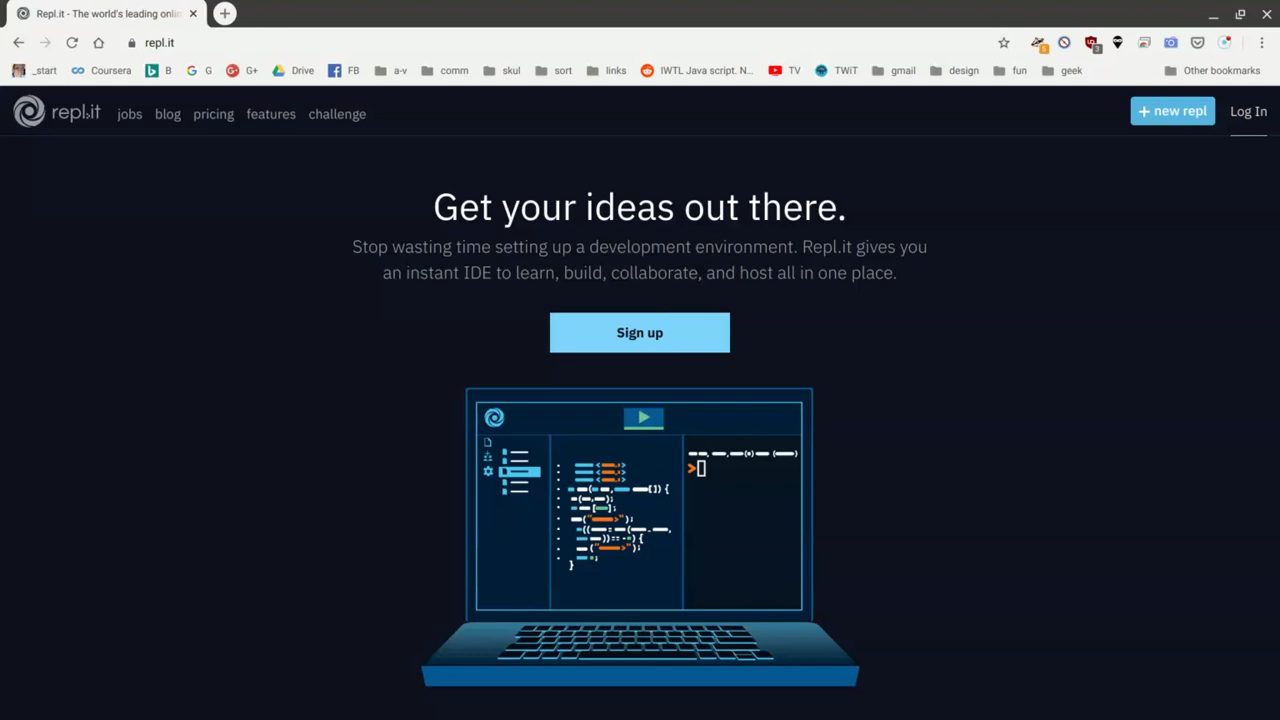 Repl.it - The world's leading onlin
repl.it
5
3
_start Coursera B G G+ Drive FB a-v comm skul sort links IWTL Java script. N... TV TWiT gmail design fun geek Other bookmarks
repl.it jobs blog pricing features challenge + new repl Log In
Get your ideas out there.
Stop wasting time setting up a development environment. Repl.it gives you
an instant IDE to learn, build, collaborate, and host all in one place.
Sign up